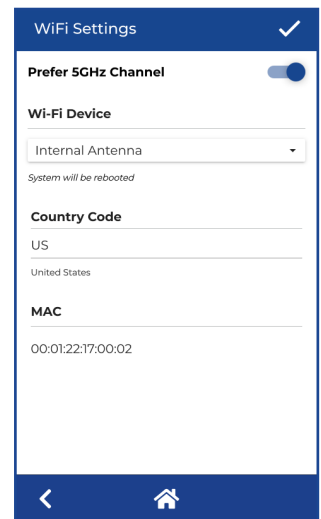 WiFi Settings
Prefer 5GHz Channel
Wi-Fi Device
Internal Antenna
System will be rebooted
Country Code
US
United States
MAC
00:01:22:17:00:02